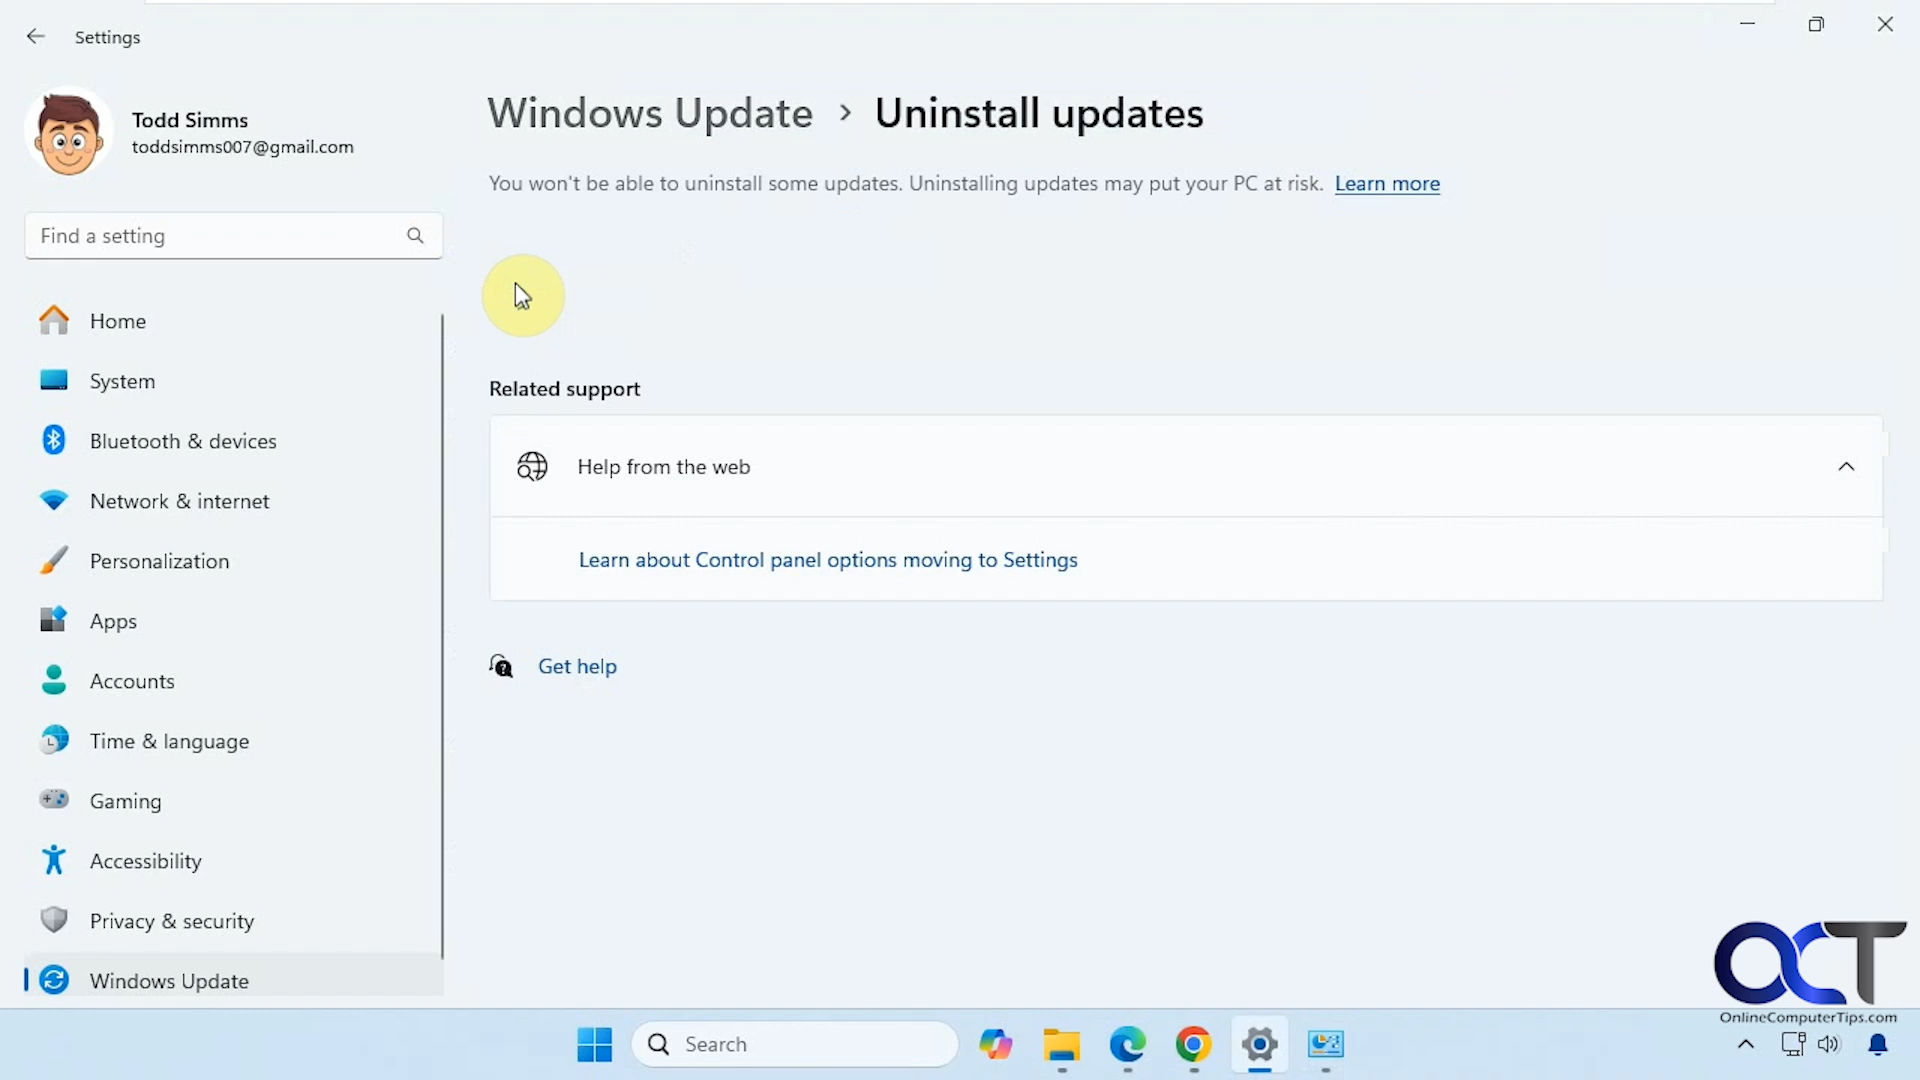 Settings
Todd Simms
toddsimms007@gmail.com
Find a setting
Home
System
Bluetooth & devices
Network & internet
Personalization
Apps
Accounts
Time & language
Gaming
Accessibility
Privacy & security
Windows Update
Windows Update > Uninstall updates
You won't be able to uninstall some updates. Uninstalling updates may put your PC at risk. Learn more
Related support
Help from the web
Learn about Control panel options moving to Settings
Get help
OCT
OnlineComputerTips.com
Search